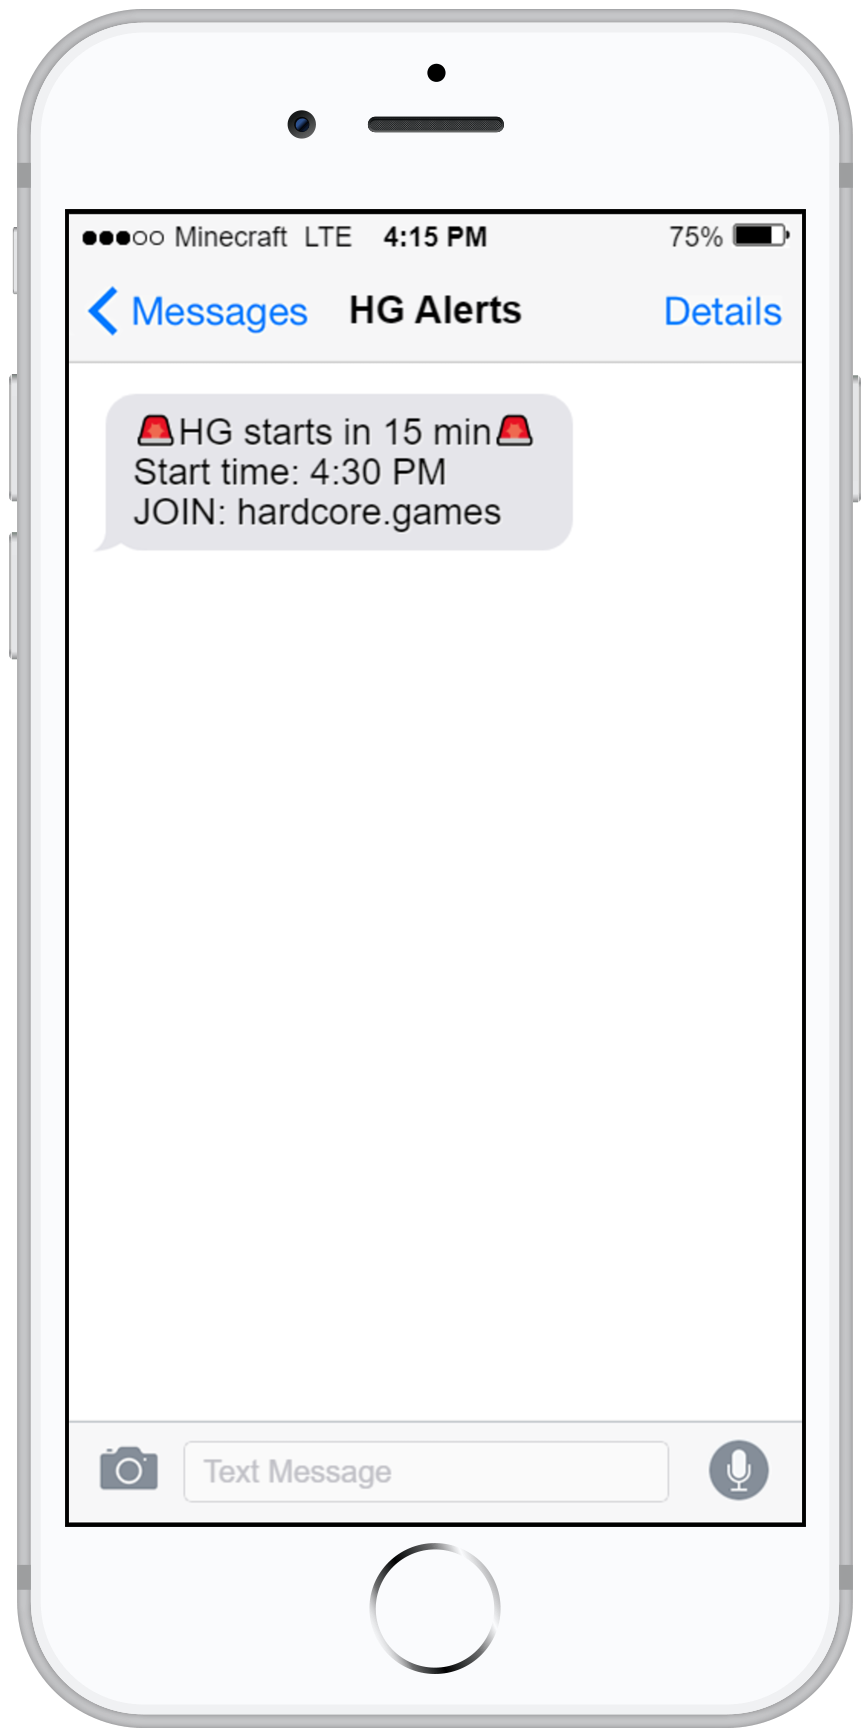 Minecraft LTE 4:15 PM 75%
Messages HG Alerts Details
🚨HG starts in 15 min🚨
Start time: 4:30 PM
JOIN: hardcore.games
Text Message